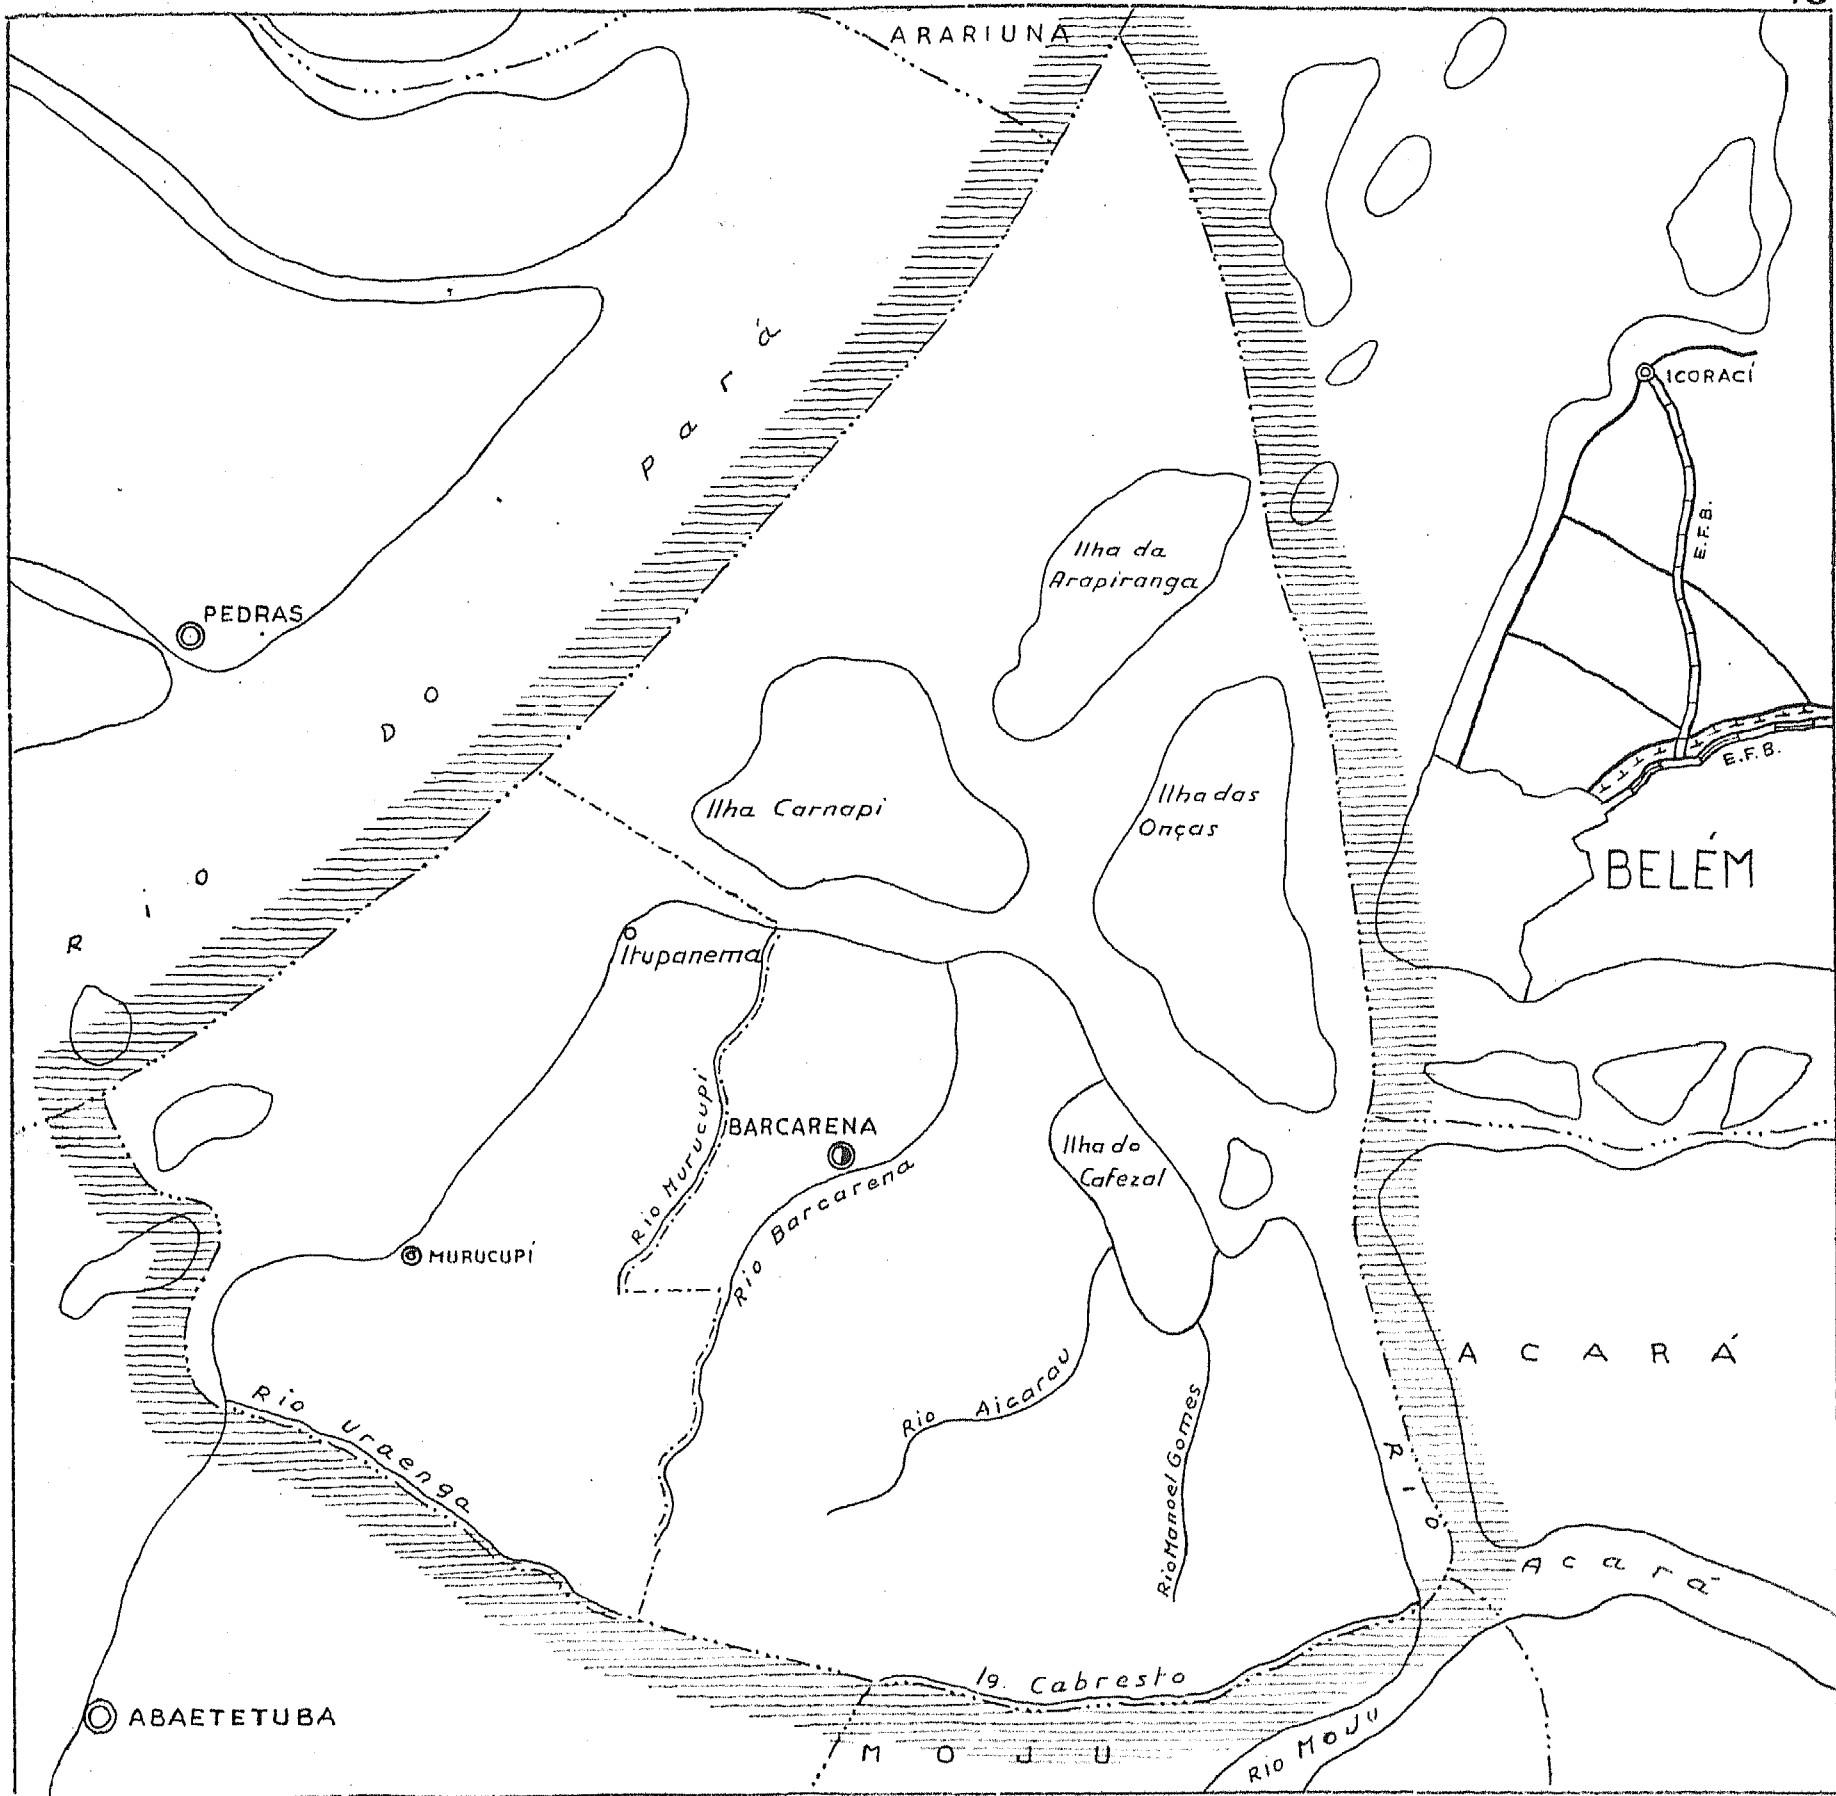 ARARIUNA
Pará
ICORACÍ
E.F.B.
Ilha da
Arapiranga
PEDRAS
DO
E.F.B.
Ilha Carnapi
Ilha das
Onças
BELÉM
Rio
Itupanema
Rio Murucupi
BARCARENA
Ilha do
Cafezal
Rio Barcarena
MURUCUPÍ
ACARÁ
Rio Aicarau
Rio Uraenga
Rio Manoel Gomes
RIO
Acará
Ig. Cabresto
ABAETETUBA
MOJU
Rio MOJU